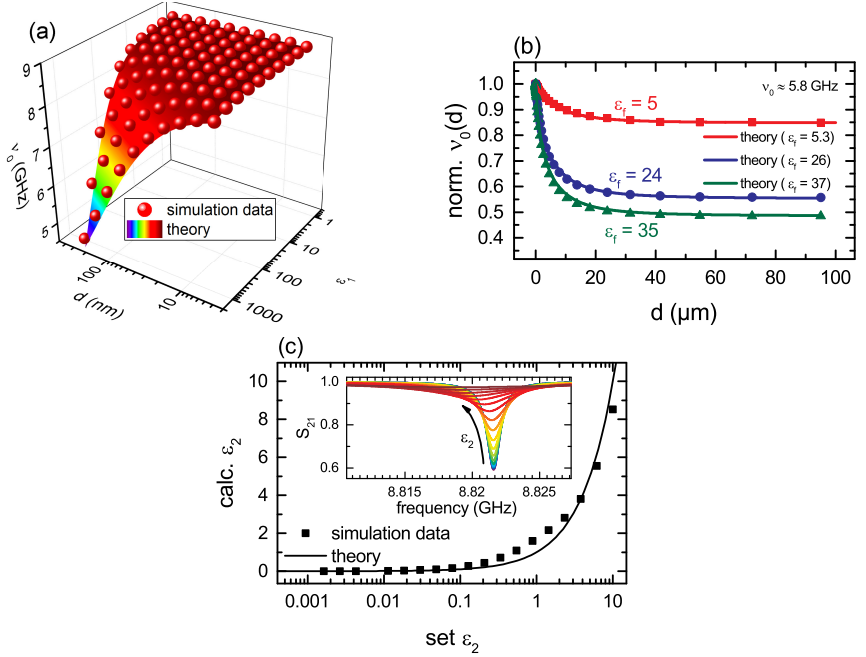 (a)
9
8
7
6
5
ν0 (GHz)
simulation data
theory
100
10
d (nm)
1
10
100
1000
ε1
(b)
ν0 ≈ 5.8 GHz
1.0
0.9
0.8
0.7
0.6
0.5
0.4
norm. ν0(d)
εf = 5
εf = 24
εf = 35
theory ( εf = 5.3)
theory ( εf = 26)
theory ( εf = 37)
0 20 40 60 80 100
d (µm)
(c)
10
8
6
4
2
0
calc. ε2
1.0
0.8
0.6
S21
ε2
8.815 8.820 8.825
frequency (GHz)
simulation data
theory
0.001 0.01 0.1 1 10
set ε2